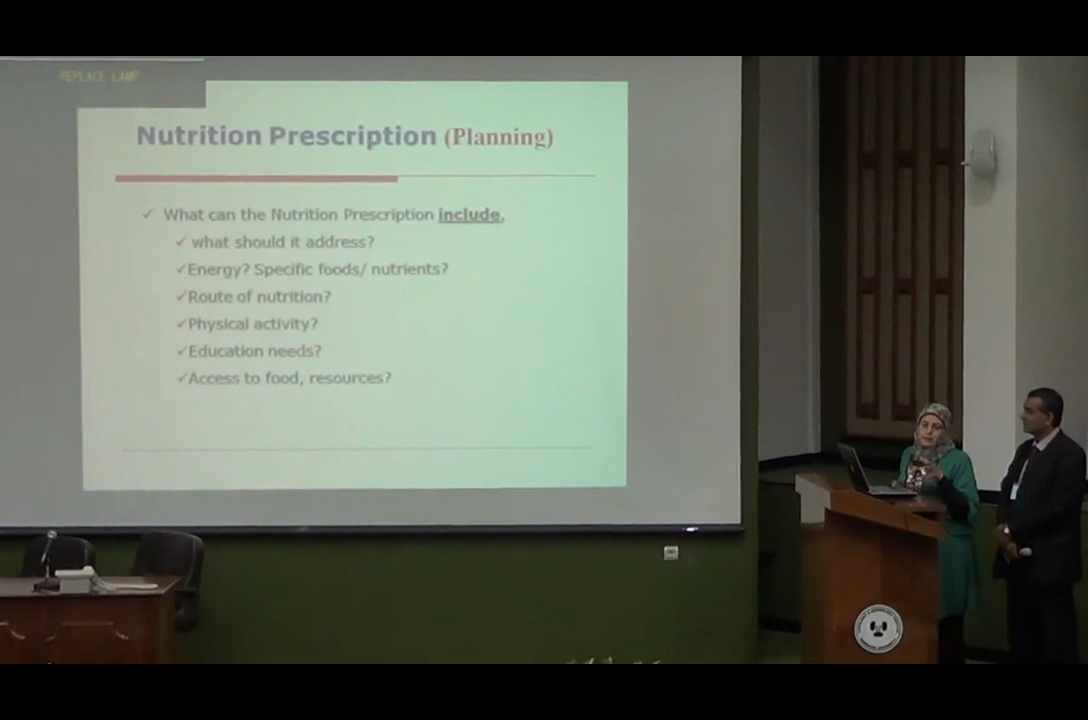 REPLACE LAMP
Nutrition Prescription (Planning)
✓ What can the Nutrition Prescription include,
✓ what should it address?
✓Energy? Specific foods/ nutrients?
✓Route of nutrition?
✓Physical activity?
✓Education needs?
✓Access to food, resources?